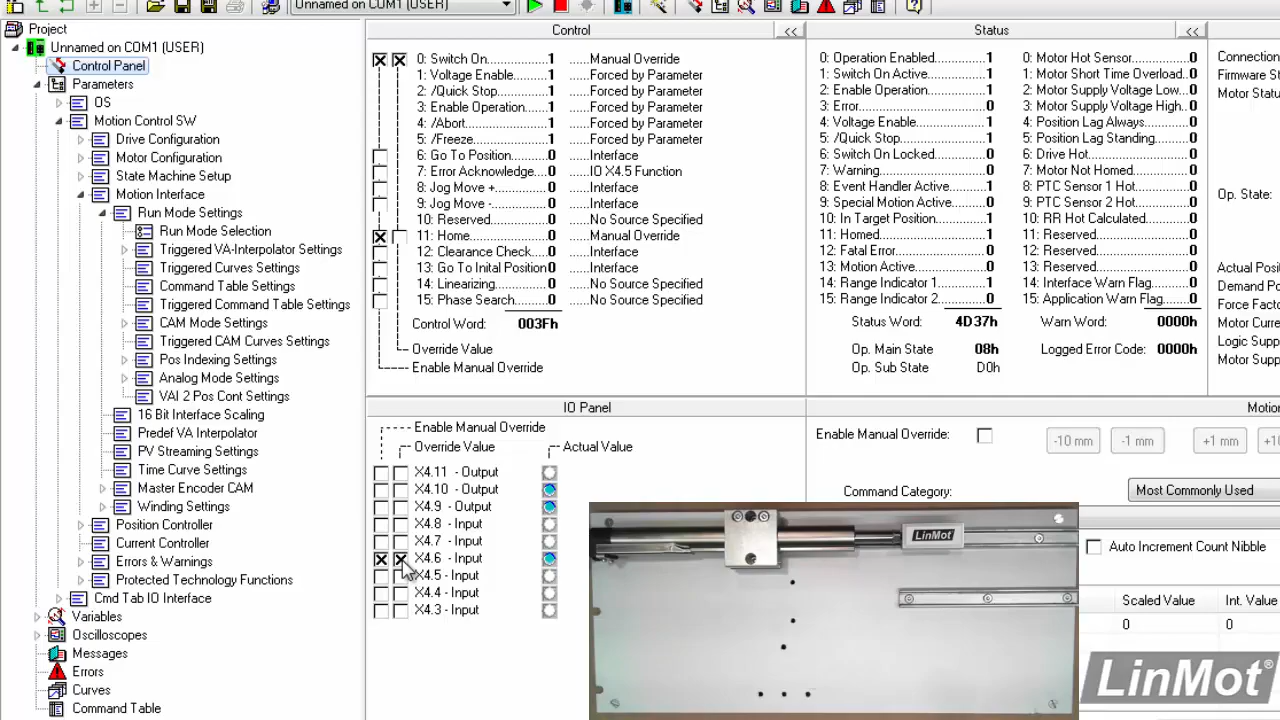 Unnamed on COM1 (USER)
Project
Unnamed on COM1 (USER)
Control Panel
Parameters
OS
Motion Control SW
Drive Configuration
Motor Configuration
State Machine Setup
Motion Interface
Run Mode Settings
Run Mode Selection
Triggered VA-Interpolator Settings
Triggered Curves Settings
Command Table Settings
Triggered Command Table Settings
CAM Mode Settings
Triggered CAM Curves Settings
Pos Indexing Settings
Analog Mode Settings
VAI 2 Pos Cont Settings
16 Bit Interface Scaling
Predef VA Interpolator
PV Streaming Settings
Time Curve Settings
Master Encoder CAM
Winding Settings
Position Controller
Current Controller
Errors & Warnings
Protected Technology Functions
Cmd Tab IO Interface
Variables
Oscilloscopes
Messages
Errors
Curves
Command Table
Control <<
0: Switch On 1 Manual Override
1: Voltage Enable 1 Forced by Parameter
2: /Quick Stop 1 Forced by Parameter
3: Enable Operation 1 Forced by Parameter
4: /Abort 1 Forced by Parameter
5: /Freeze 1 Forced by Parameter
6: Go To Position 0 Interface
7: Error Acknowledge 0 IO X4.5 Function
8: Jog Move + 0 Interface
9: Jog Move - 0 Interface
10: Reserved 0 No Source Specified
11: Home 0 Manual Override
12: Clearance Check 0 Interface
13: Go To Inital Position 0 Interface
14: Linearizing 0 No Source Specified
15: Phase Search 0 No Source Specified
Control Word: 003Fh
Override Value
Enable Manual Override
Status <<
0: Operation Enabled 1
1: Switch On Active 1
2: Enable Operation 1
3: Error 0
4: Voltage Enable 1
5: /Quick Stop 1
6: Switch On Locked 0
7: Warning 0
8: Event Handler Active 1
9: Special Motion Active 0
10: In Target Position 1
11: Homed 1
12: Fatal Error 0
13: Motion Active 0
14: Range Indicator 1 1
15: Range Indicator 2 0
Status Word: 4D37h
Op. Main State 08h
Op. Sub State D0h
0: Motor Hot Sensor 0
1: Motor Short Time Overload 0
2: Motor Supply Voltage Low 0
3: Motor Supply Voltage High 0
4: Position Lag Always 0
5: Position Lag Standing 0
6: Drive Hot 0
7: Motor Not Homed 0
8: PTC Sensor 1 Hot 0
9: PTC Sensor 2 Hot 0
10: RR Hot Calculated 0
11: Reserved 0
12: Reserved 0
13: Reserved 0
14: Interface Warn Flag 0
15: Application Warn Flag 0
Warn Word: 0000h
Logged Error Code: 0000h
Connection
Firmware S
Motor Statu
Op. State:
Actual Posi
Demand Po
Force Facto
Motor Curre
Logic Supp
Motor Supp
IO Panel
Enable Manual Override
Override Value Actual Value
X4.11 - Output
X4.10 - Output
X4.9 - Output
X4.8 - Input
X4.7 - Input
X4.6 - Input
X4.5 - Input
X4.4 - Input
X4.3 - Input
Motion
Enable Manual Override: -10 mm -1 mm +1 mm +1
Command Category: Most Commonly Used
Auto Increment Count Nibble
Scaled Value Int. Value
0 0
LinMot
LinMot®